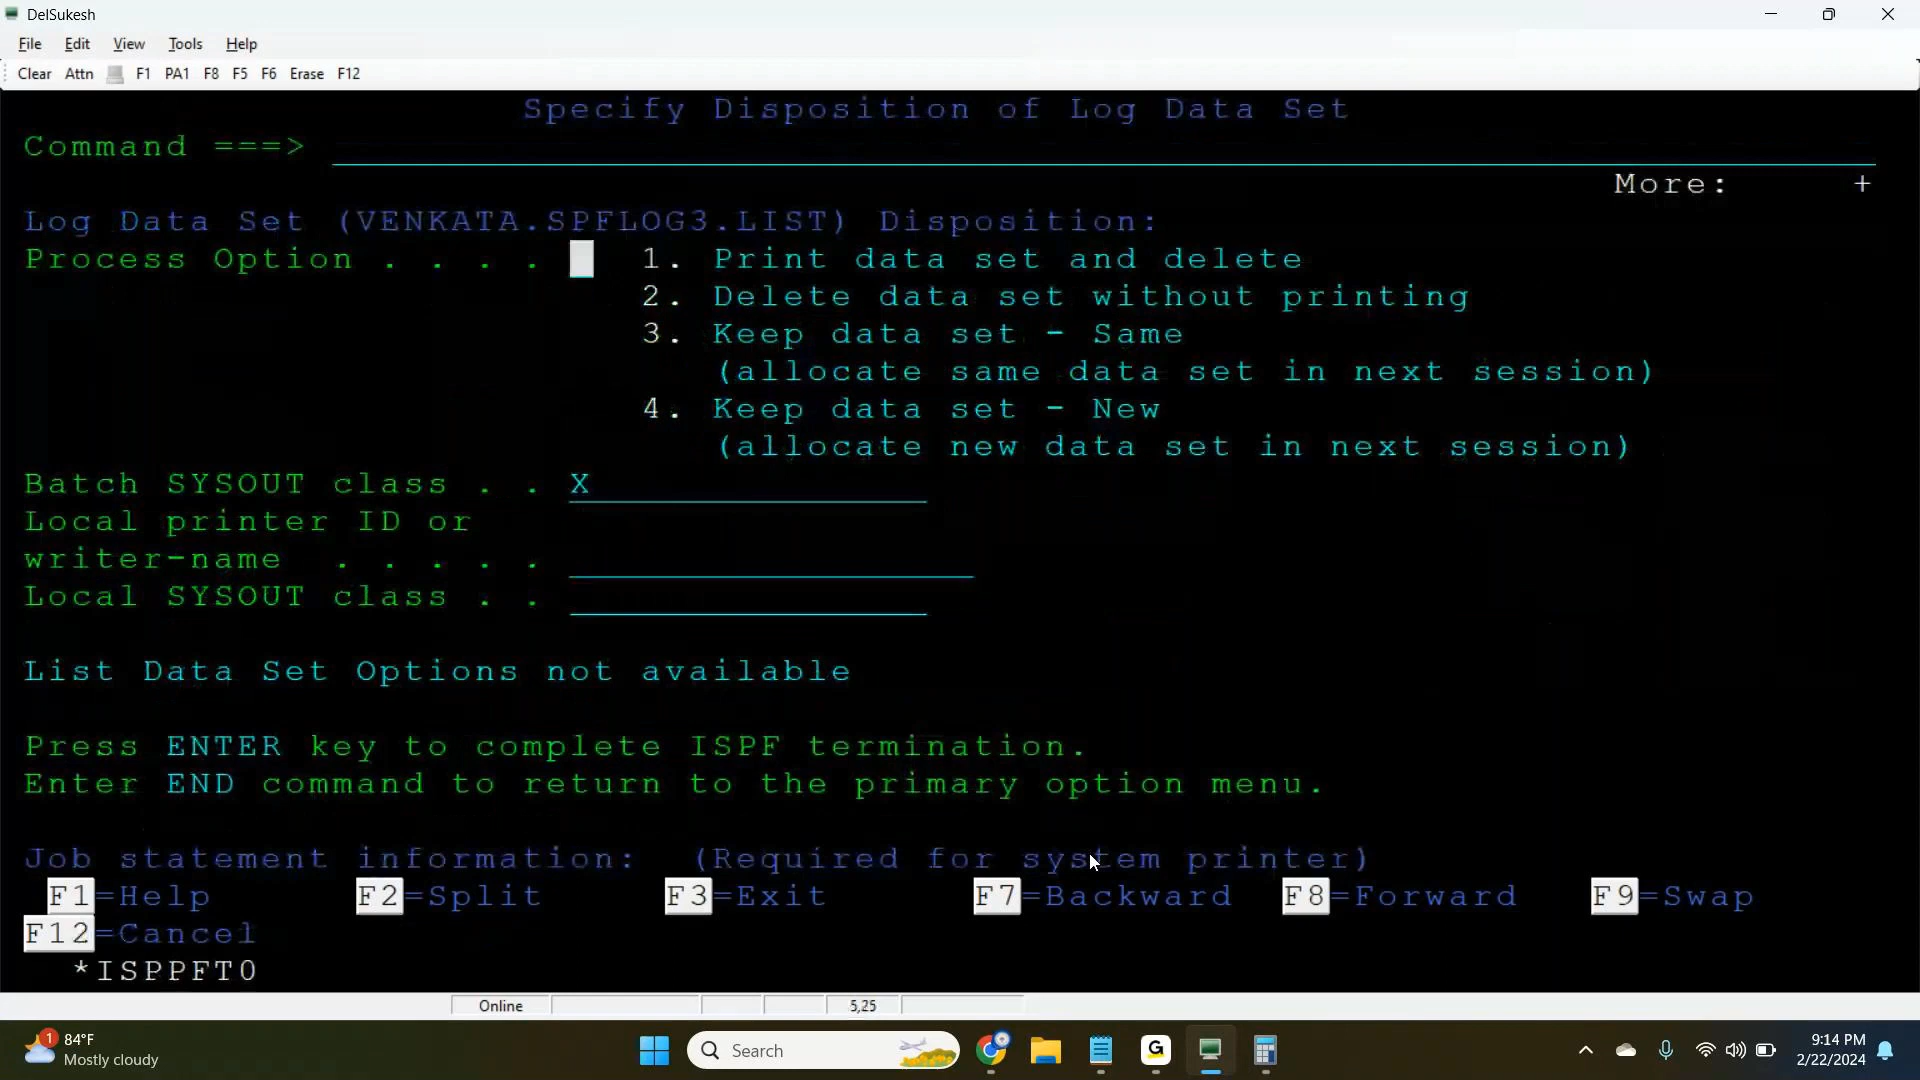 DelSukesh
File Edit View Tools Help
Clear Attn F1 PA1 F8 F5 F6 Erase F12
Specify Disposition of Log Data Set
Command ===>
More: +
Log Data Set (VENKATA.SPFLOG3.LIST) Disposition:
Process Option . . . . 1. Print data set and delete
2. Delete data set without printing
3. Keep data set - Same
(allocate same data set in next session)
4. Keep data set - New
(allocate new data set in next session)
Batch SYSOUT class . . X
Local printer ID or
writer-name . . . . .
Local SYSOUT class . .
List Data Set Options not available
Press ENTER key to complete ISPF termination.
Enter END command to return to the primary option menu.
Job statement information: (Required for system printer)
F1=Help F2=Split F3=Exit F7=Backward F8=Forward F9=Swap
F12=Cancel
*ISPPFT0
Online 5,25
1 84°F
Mostly cloudy
Search
G
9:14 PM
2/22/2024